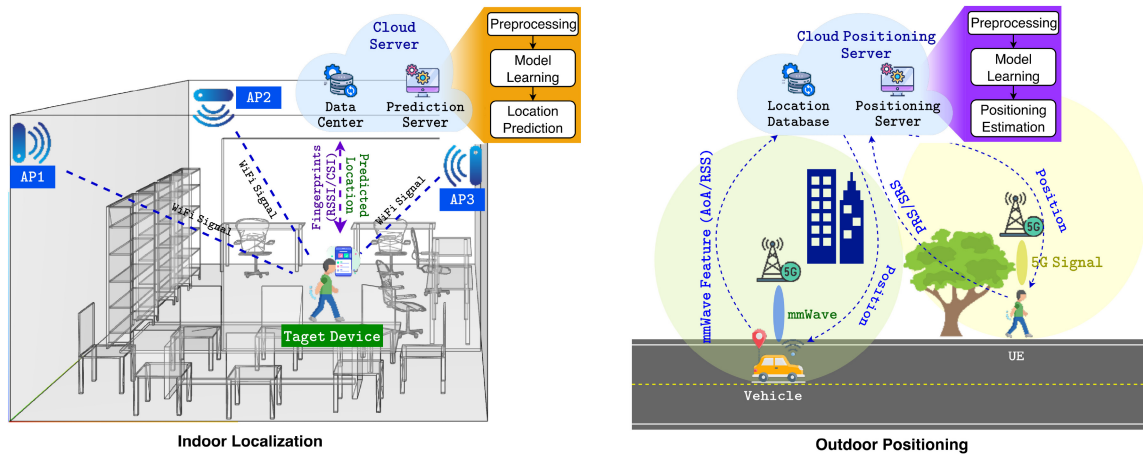 Cloud
Server
Data
Center
Prediction
Server
Preprocessing
Model
Learning
Location
Prediction
AP1
AP2
AP3
WiFi Signal
WiFi Signal
WiFi Signal
Fingerprints
(RSSI/CSI)
Predicted
Location
Taget Device
Indoor Localization
Cloud Positioning
Server
Location
Database
Positioning
Server
Preprocessing
Model
Learning
Positioning
Estimation
mmWave Feature (AoA/RSS)
Position
PRS/SRS
Position
5G
5G
5G Signal
mmWave
UE
Vehicle
Outdoor Positioning